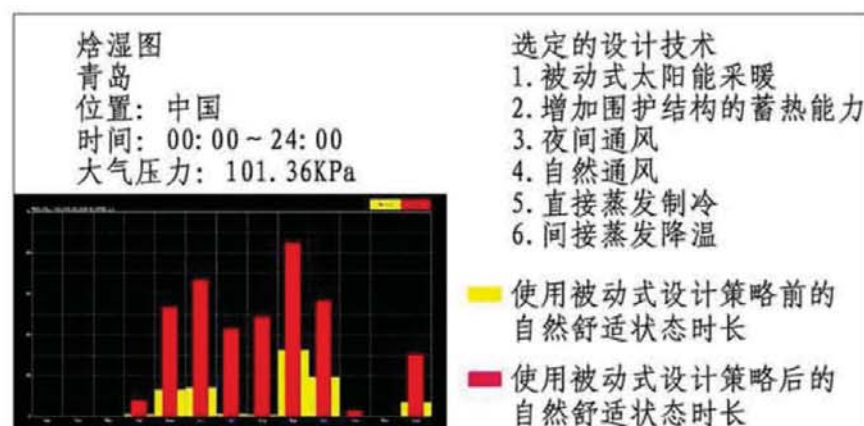 焓湿图
青岛
位置: 中国
时间: 00:00～24:00
大气压力: 101.36KPa
选定的设计技术
1.被动式太阳能采暖
2.增加围护结构的蓄热能力
3.夜间通风
4.自然通风
5.直接蒸发制冷
6.间接蒸发降温
使用被动式设计策略前的
自然舒适状态时长
使用被动式设计策略后的
自然舒适状态时长